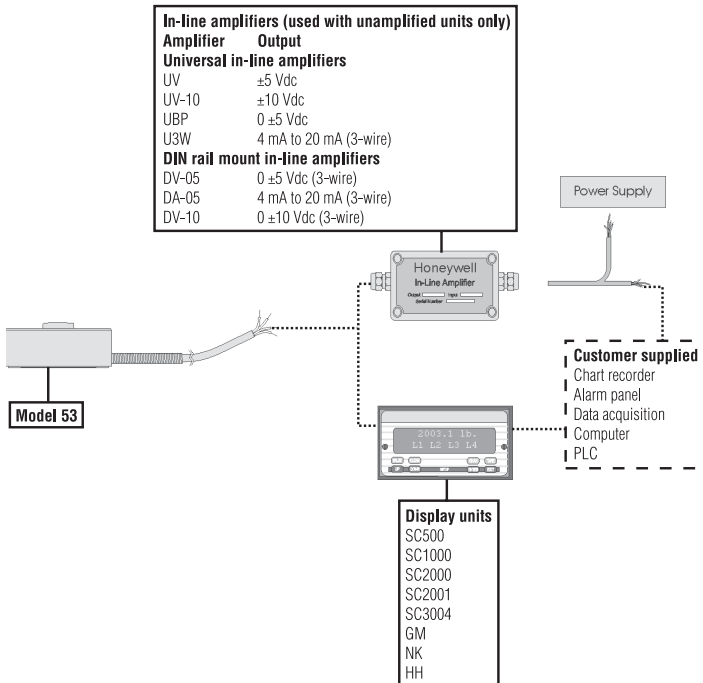 In-line amplifiers (used with unamplified units only)
Amplifier Output
Universal in-line amplifiers
UV ±5 Vdc
UV-10 ±10 Vdc
UBP 0 ±5 Vdc
U3W 4 mA to 20 mA (3-wire)
DIN rail mount in-line amplifiers
DV-05 0 ±5 Vdc (3-wire)
DA-05 4 mA to 20 mA (3-wire)
DV-10 0 ±10 Vdc (3-wire)
Power Supply
Honeywell
In-Line Amplifier
Output Input
Serial Number
Model 53
Customer supplied
Chart recorder
Alarm panel
Data acquisition
Computer
PLC
2003.1 lb.
L1 L2 L3 L4
Display units
SC500
SC1000
SC2000
SC2001
SC3004
GM
NK
HH